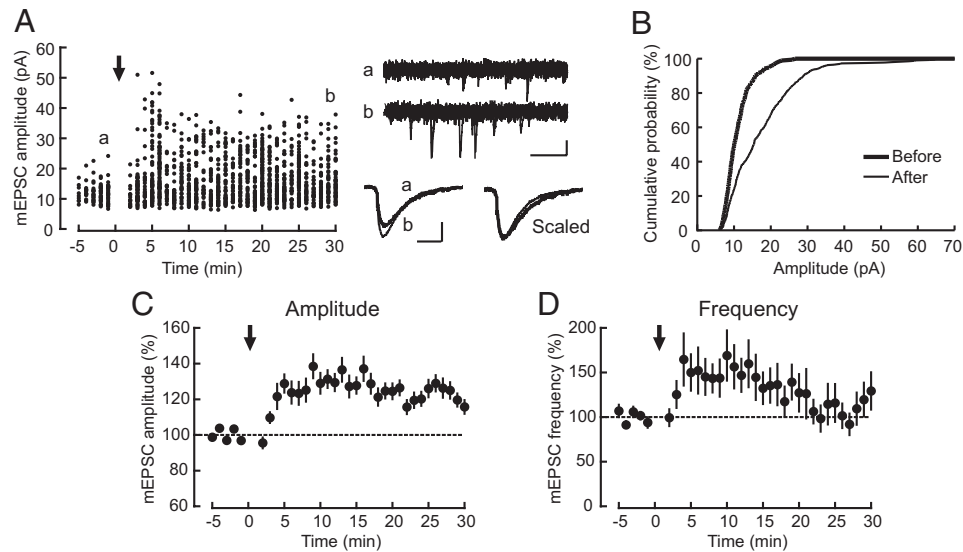 A
mEPSC amplitude (pA)
60
50
40
30
20
10
0
a
b
-5 0 5 10 15 20 25 30
Time (min)
a
b
a
b
Scaled
B
Cumulative probability (%)
100
80
60
40
20
0 10 20 30 40 50 60 70
Amplitude (pA)
Before
After
C
Amplitude
mEPSC amplitude (%)
160
140
120
100
80
60
-5 0 5 10 15 20 25 30
Time (min)
D
Frequency
mEPSC frequency (%)
200
150
100
50
0
-5 0 5 10 15 20 25 30
Time (min)